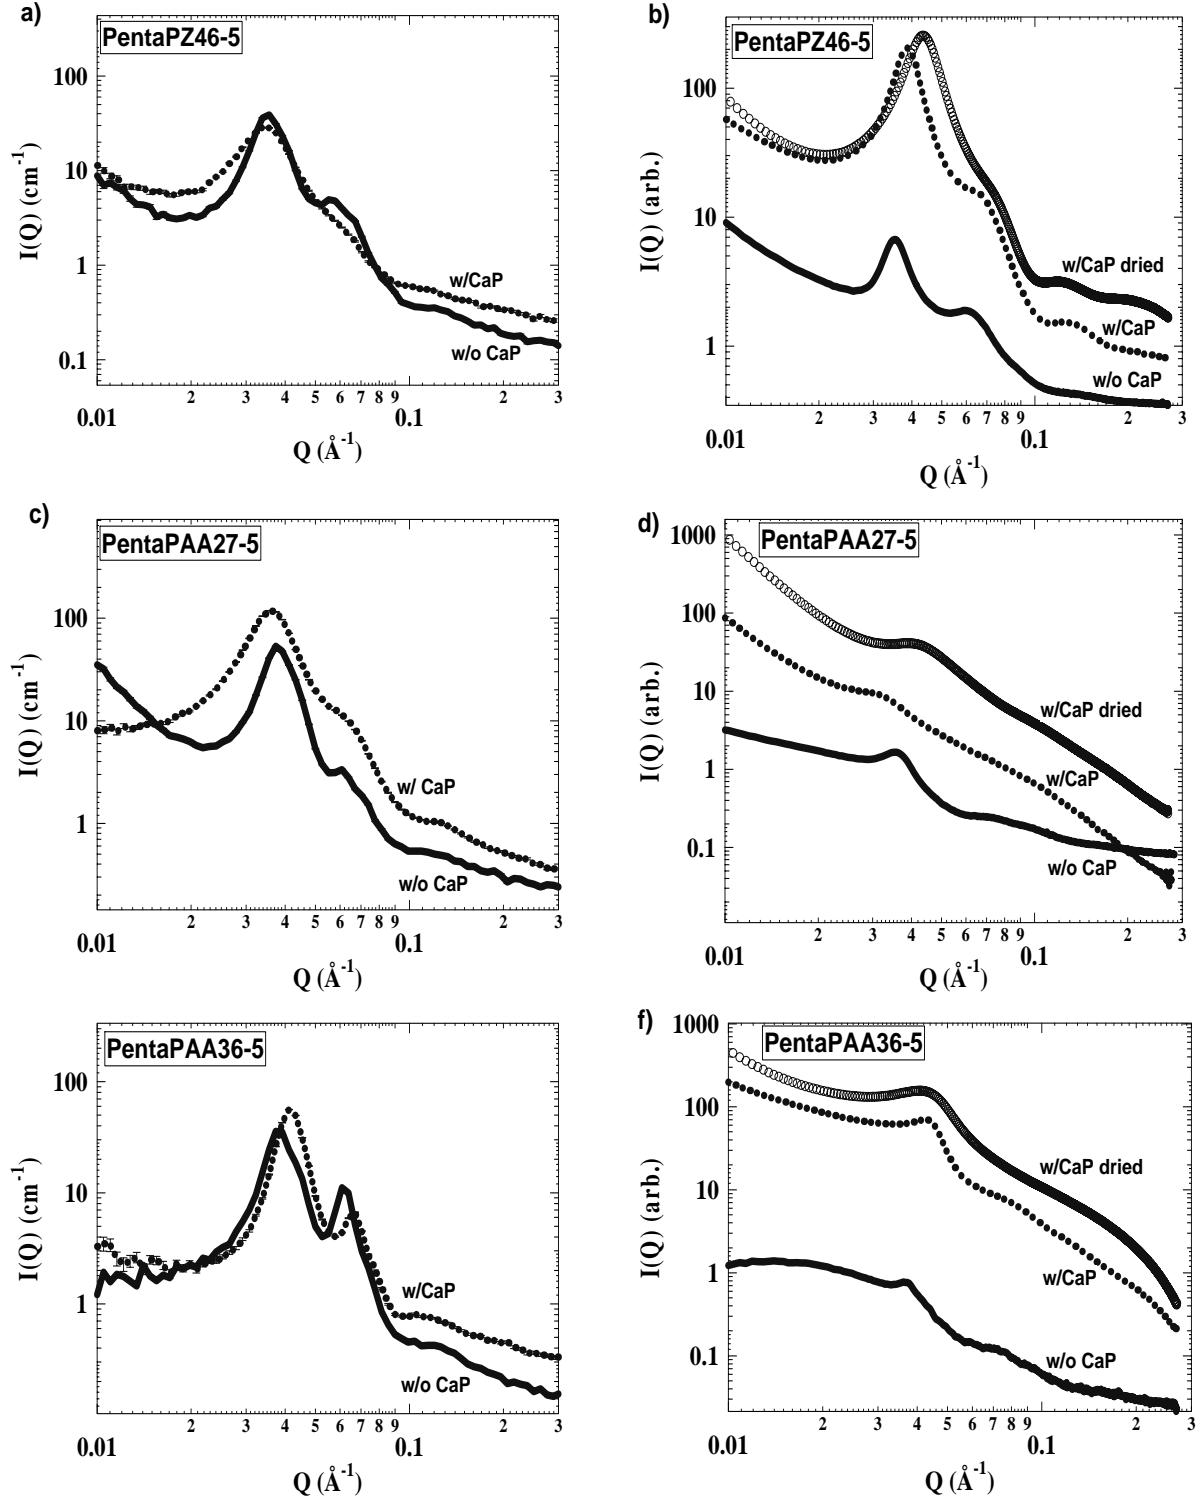 a)
PentaPZ46-5
100
10
1
0.1
I(Q) (cm-1)
w/CaP
w/o CaP
2 3 4 5 6 7 8 9 2 3
0.01 0.1
Q (Å-1)
b)
PentaPZ46-5
100
10
1
I(Q) (arb.)
w/CaP dried
w/CaP
w/o CaP
2 3 4 5 6 7 8 9 2 3
0.01 0.1
Q (Å-1)
c)
PentaPAA27-5
100
10
1
I(Q) (cm-1)
w/ CaP
w/o CaP
2 3 4 5 6 7 8 9 2 3
0.01 0.1
Q (Å-1)
d)
PentaPAA27-5
1000
100
10
1
0.1
I(Q) (arb.)
w/CaP dried
w/CaP
w/o CaP
2 3 4 5 6 7 8 9 2 3
0.01 0.1
Q (Å-1)
PentaPAA36-5
100
10
1
I(Q) (cm-1)
w/CaP
w/o CaP
2 3 4 5 6 7 8 9 2 3
0.01 0.1
Q (Å-1)
f)
PentaPAA36-5
1000
100
10
1
0.1
I(Q) (arb.)
w/CaP dried
w/CaP
w/o CaP
2 3 4 5 6 7 8 9 2 3
0.01 0.1
Q (Å-1)